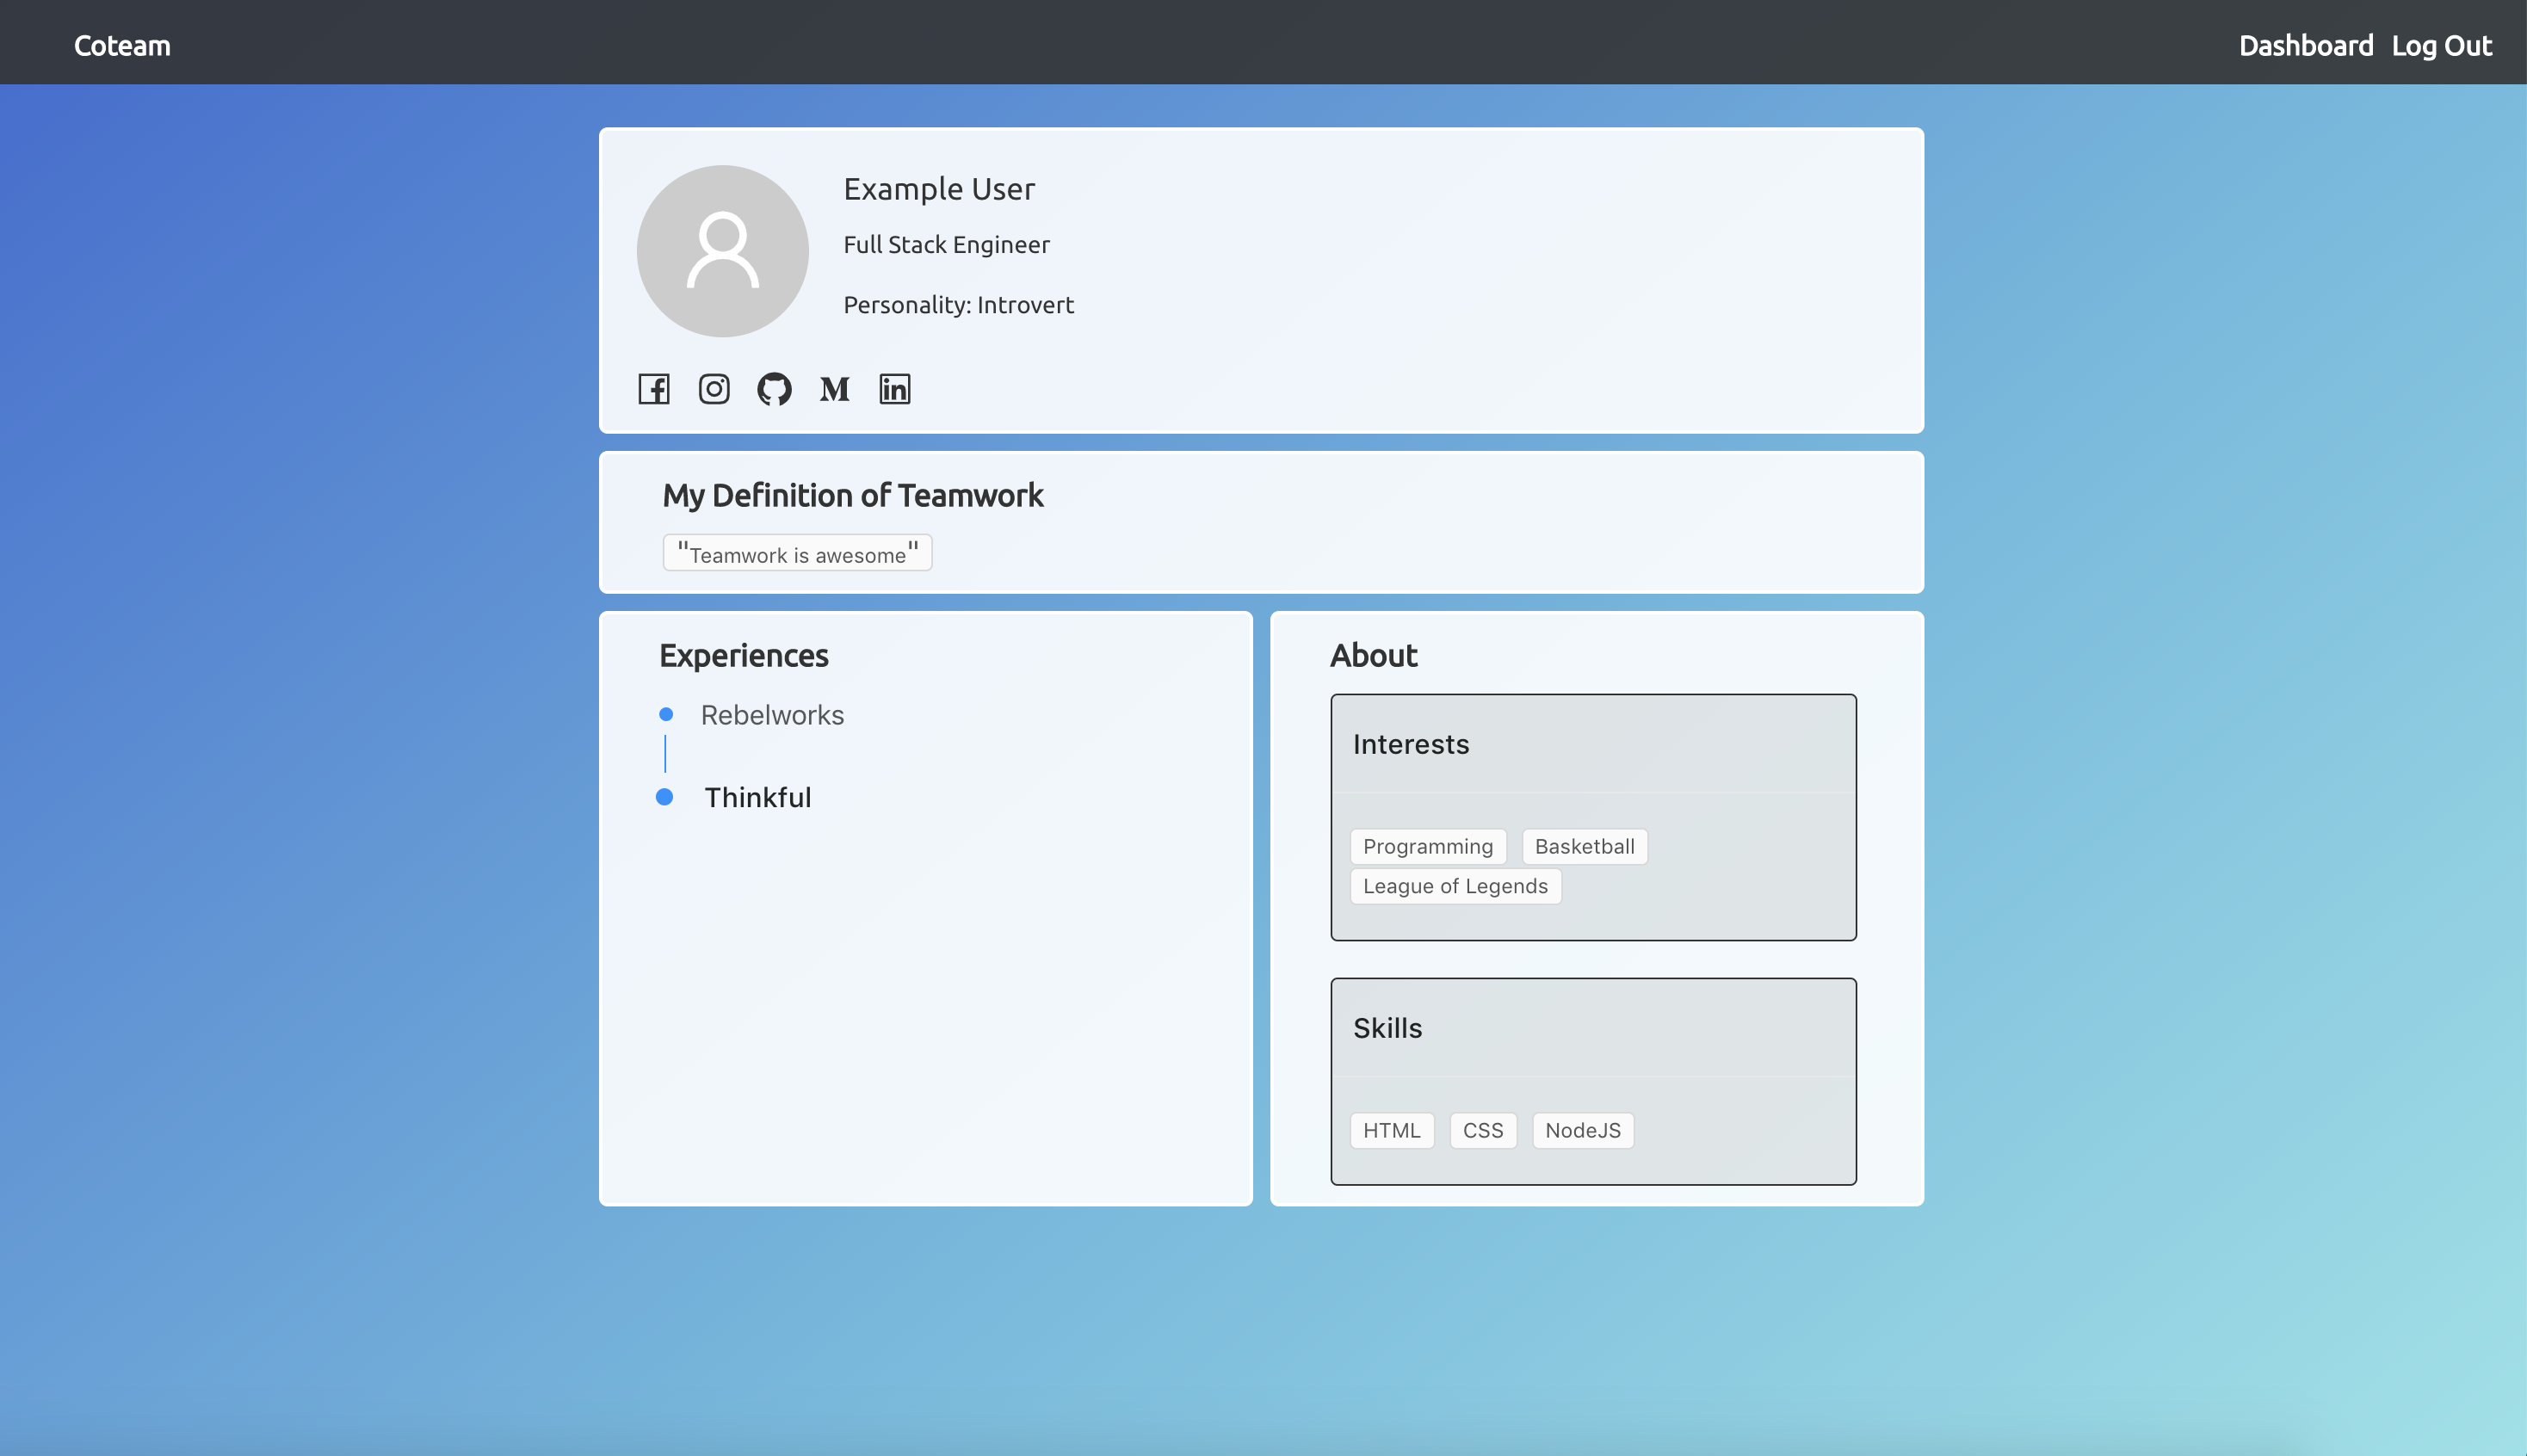 Coteam
Dashboard Log Out
Example User
Full Stack Engineer
Personality: Introvert
My Definition of Teamwork
"Teamwork is awesome"
Experiences
Rebelworks
Thinkful
About
Interests
Programming Basketball
League of Legends
Skills
HTML CSS NodeJS